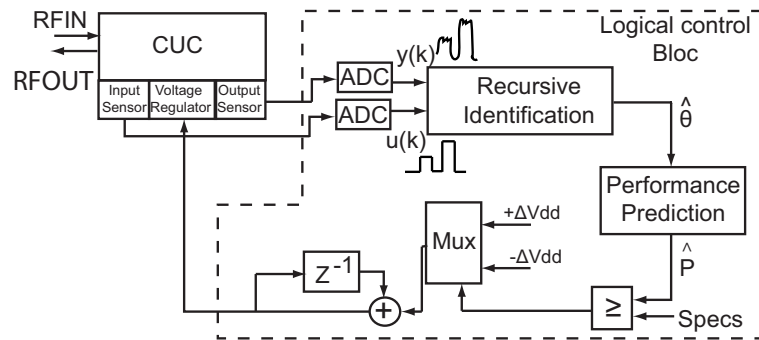 RFIN
RFOUT
CUC
Input
Sensor
Voltage
Regulator
Output
Sensor
Logical control
Bloc
ADC
ADC
y(k)
u(k)
Recursive
Identification
θ̂
Performance
Prediction
P̂
Mux
+ΔVdd
-ΔVdd
Z⁻¹
+
≥
Specs